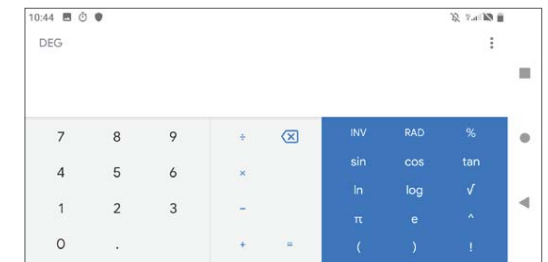 10:44
DEG
7 8 9 ÷ INV RAD %
4 5 6 × sin cos tan
1 2 3 − ln log √
0 . + = π e ^
( ) !